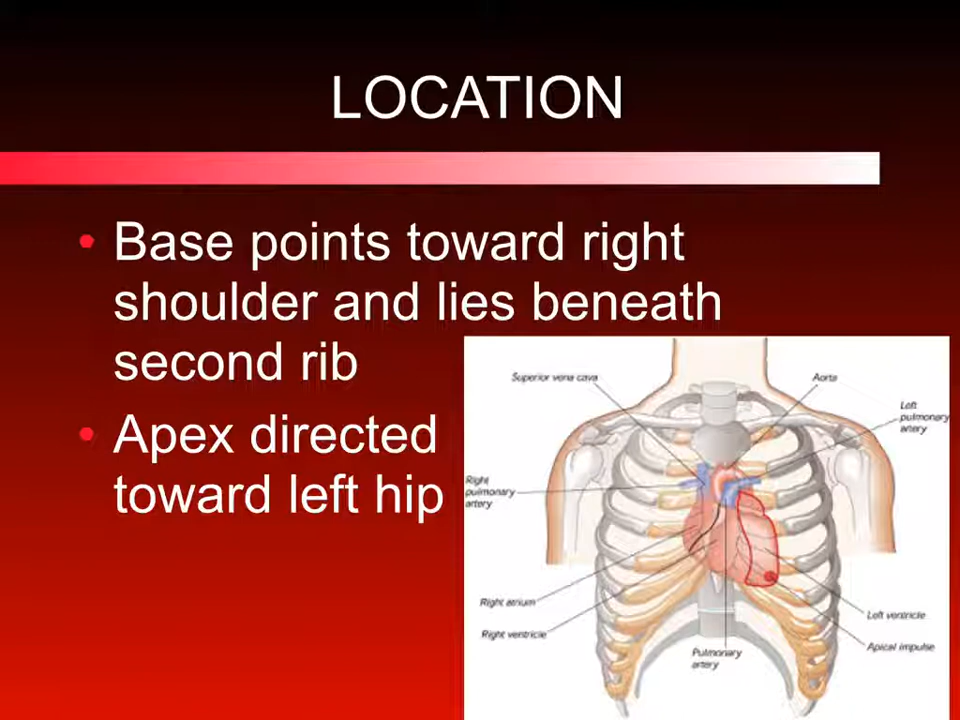 LOCATION
• Base points toward right
shoulder and lies beneath
second rib
• Apex directed
toward left hip
Superior vena cava
Aorta
Left
pulmonary
artery
Right
pulmonary
artery
Right atrium
Left ventricle
Right ventricle
Apical impulse
Pulmonary
artery